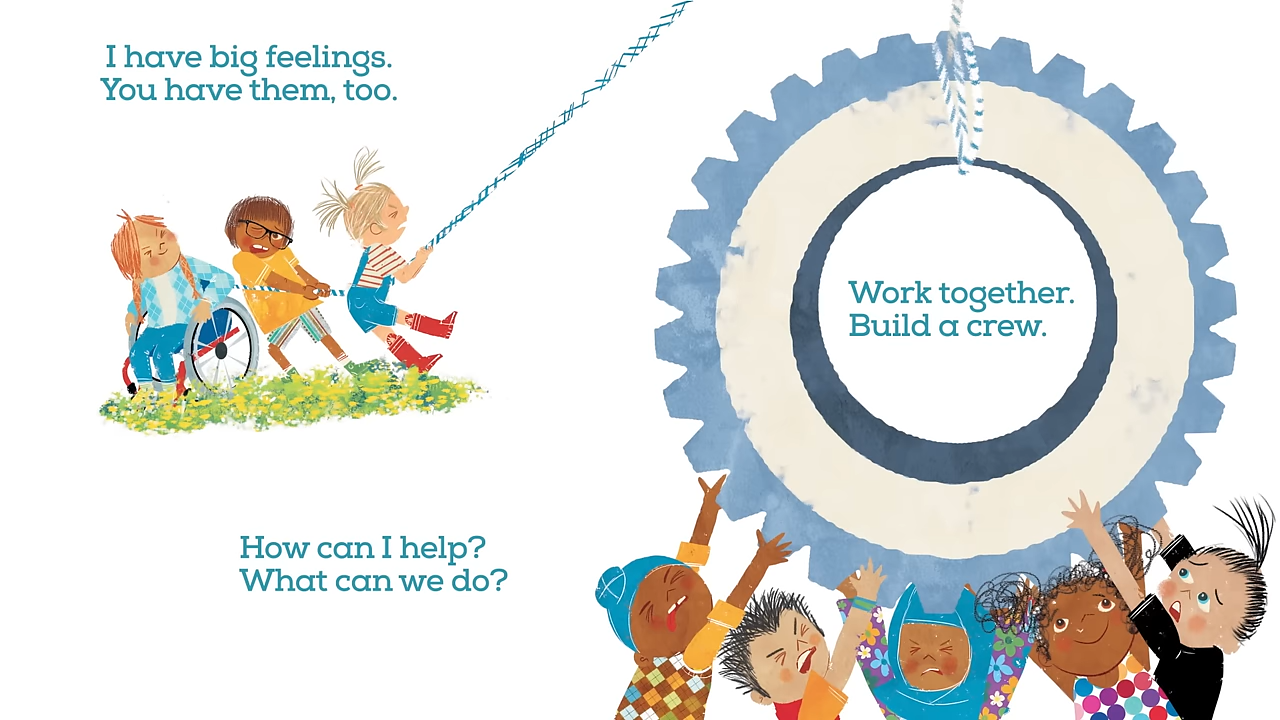 I have big feelings.
You have them, too.
How can I help?
What can we do?
Work together.
Build a crew.